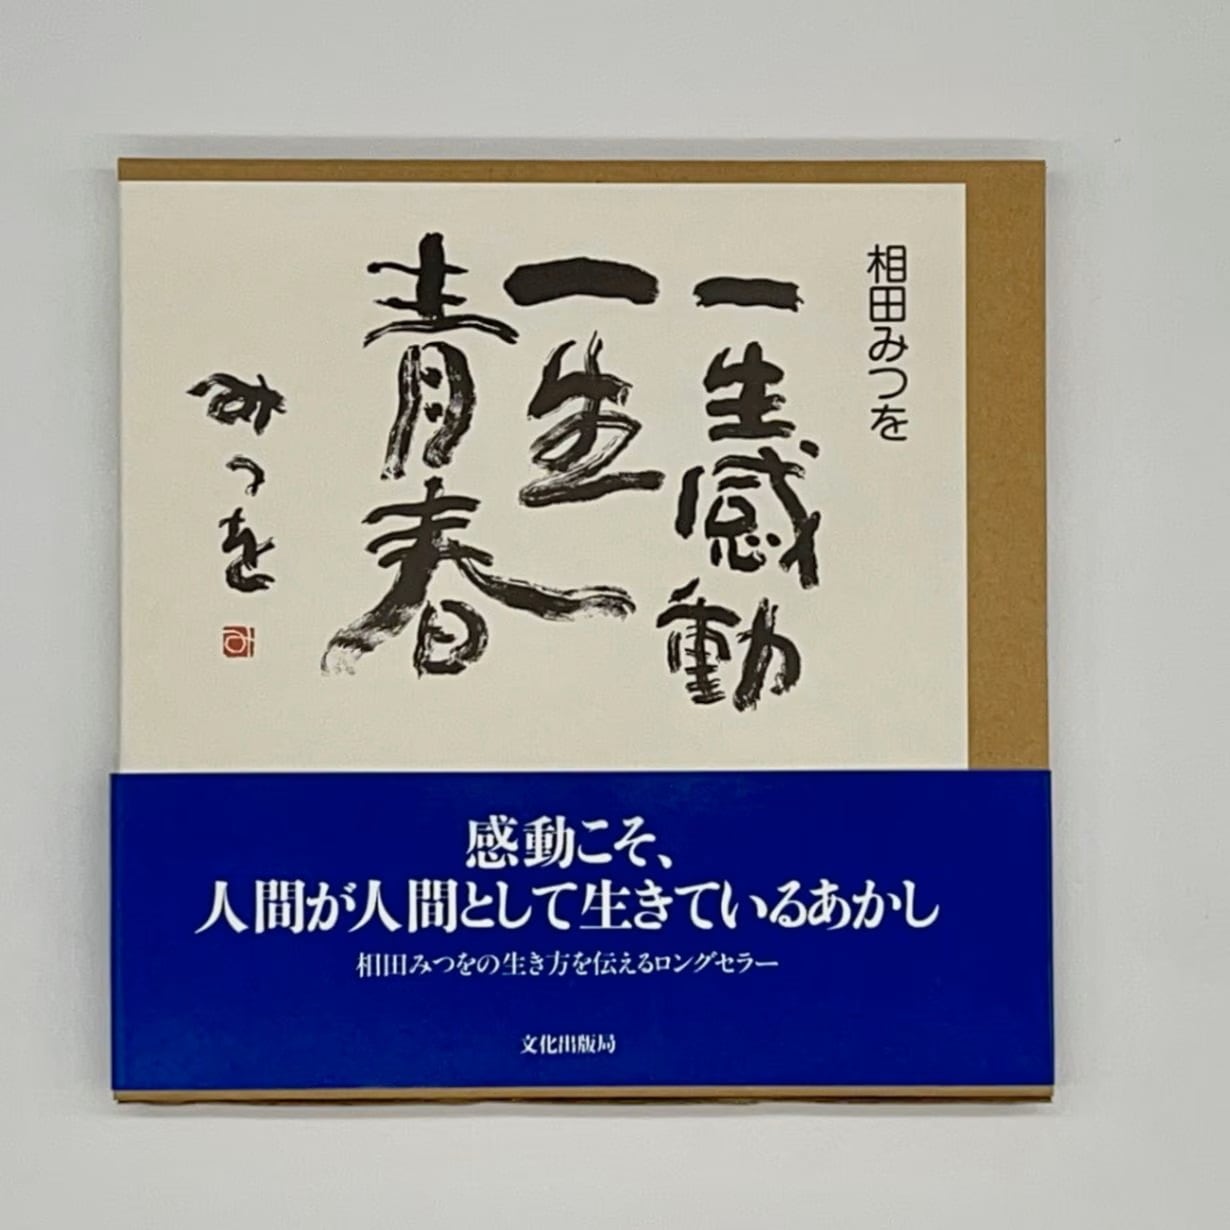 相田みつを
一生感動
一生
青春
みつを
み
感動こそ、
人間が人間として生きているあかし
相田みつをの生き方を伝えるロングセラー
文化出版局